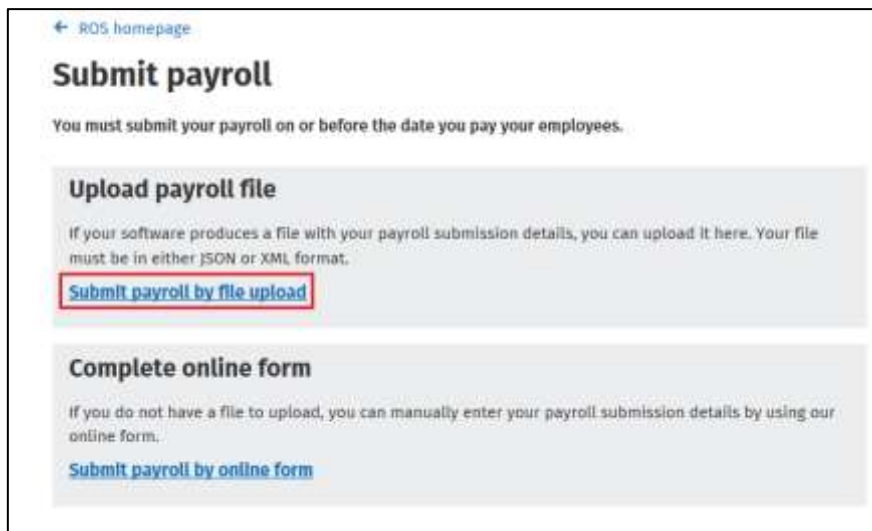 ← ROS homepage
Submit payroll
You must submit your payroll on or before the date you pay your employees.
Upload payroll file
If your software produces a file with your payroll submission details, you can upload it here. Your file
must be in either JSON or XML format.
Submit payroll by file upload
Complete online form
If you do not have a file to upload, you can manually enter your payroll submission details by using our
online form.
Submit payroll by online form